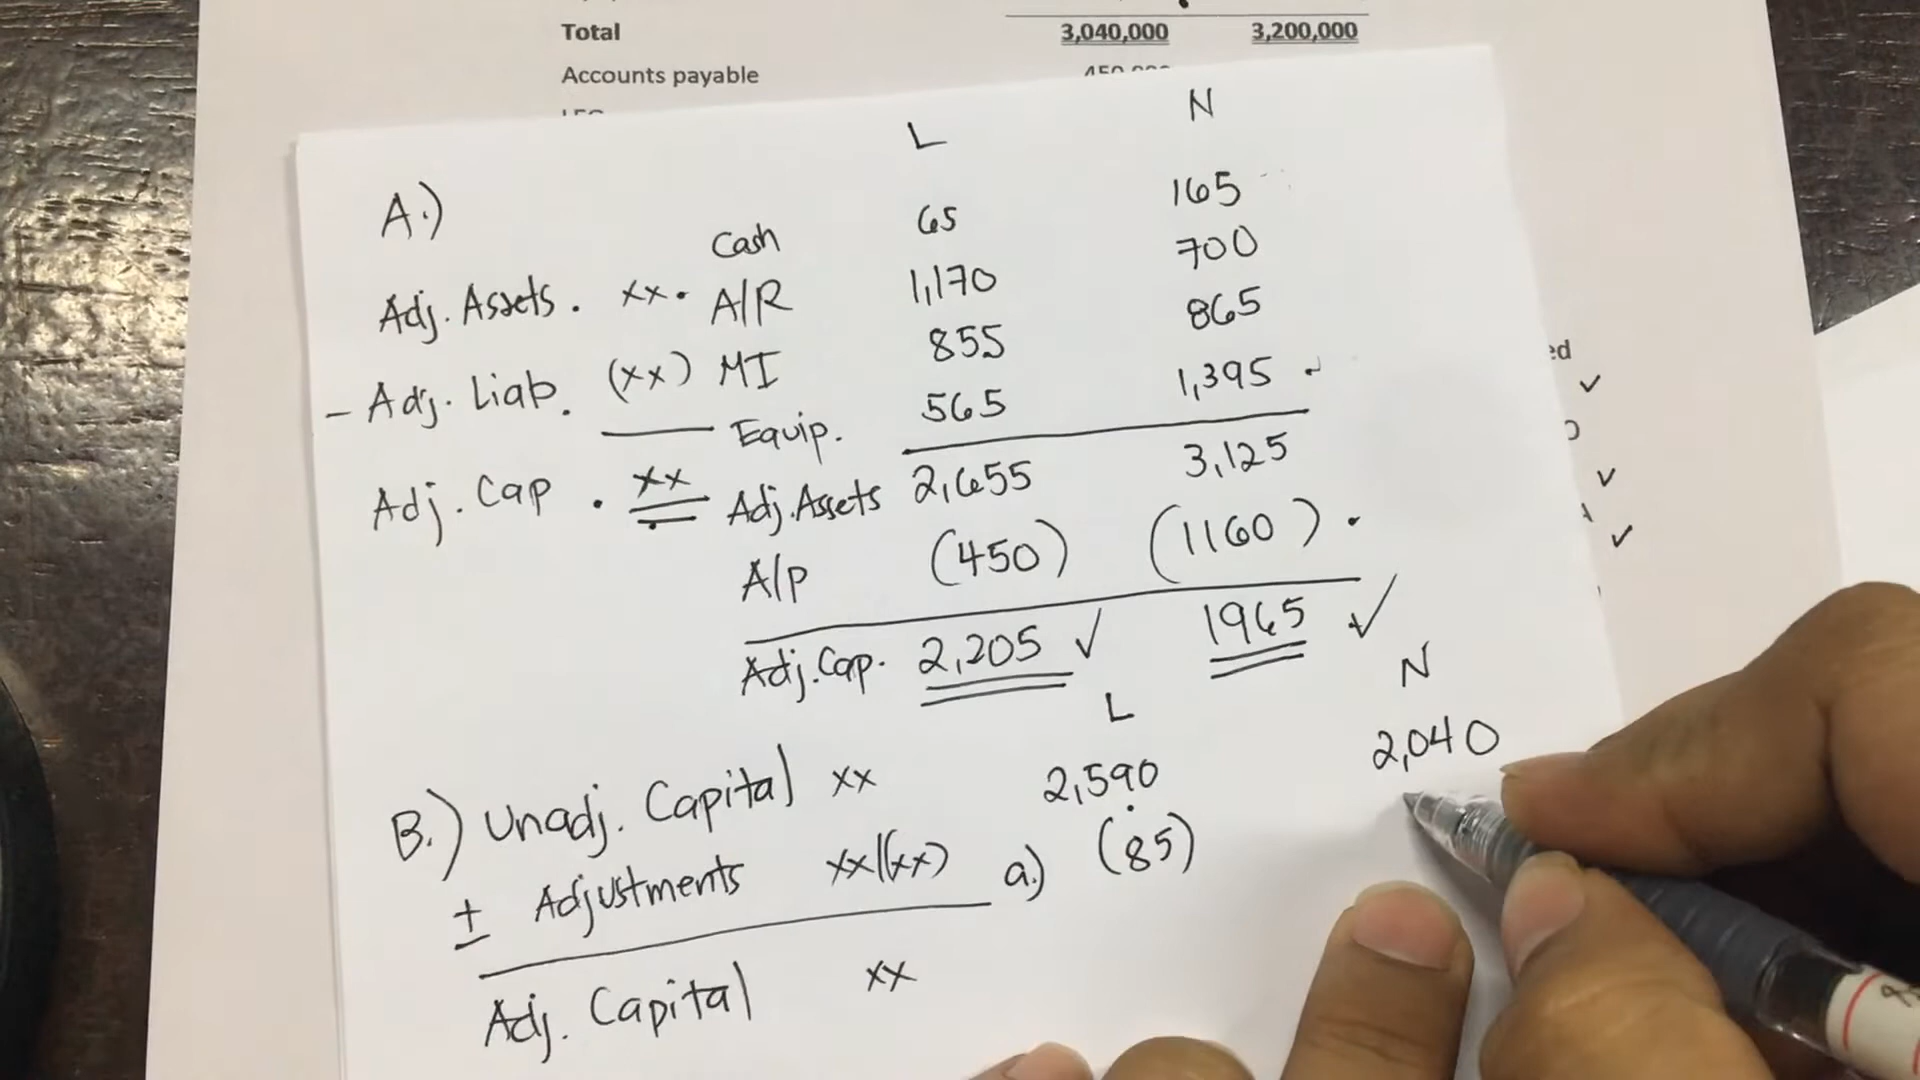 Total 3,040,000 3,200,000
Accounts payable
L N
A.)
Cash 65 165
Adj. Assets. xx. A/R 1,170 700
- Adj. Liab. (xx) MI 855 865
Equip. 565 1,395
Adj. Cap . xx Adj. Assets 2,655 3,125
A/P (450) (1160)
Adj. Cap. 2,205 ✓ 1965 ✓
L N
B.) Unadj. Capital xx 2,590 2,040
± Adjustments xx/(xx) a.) (85)
Adj. Capital xx
ed